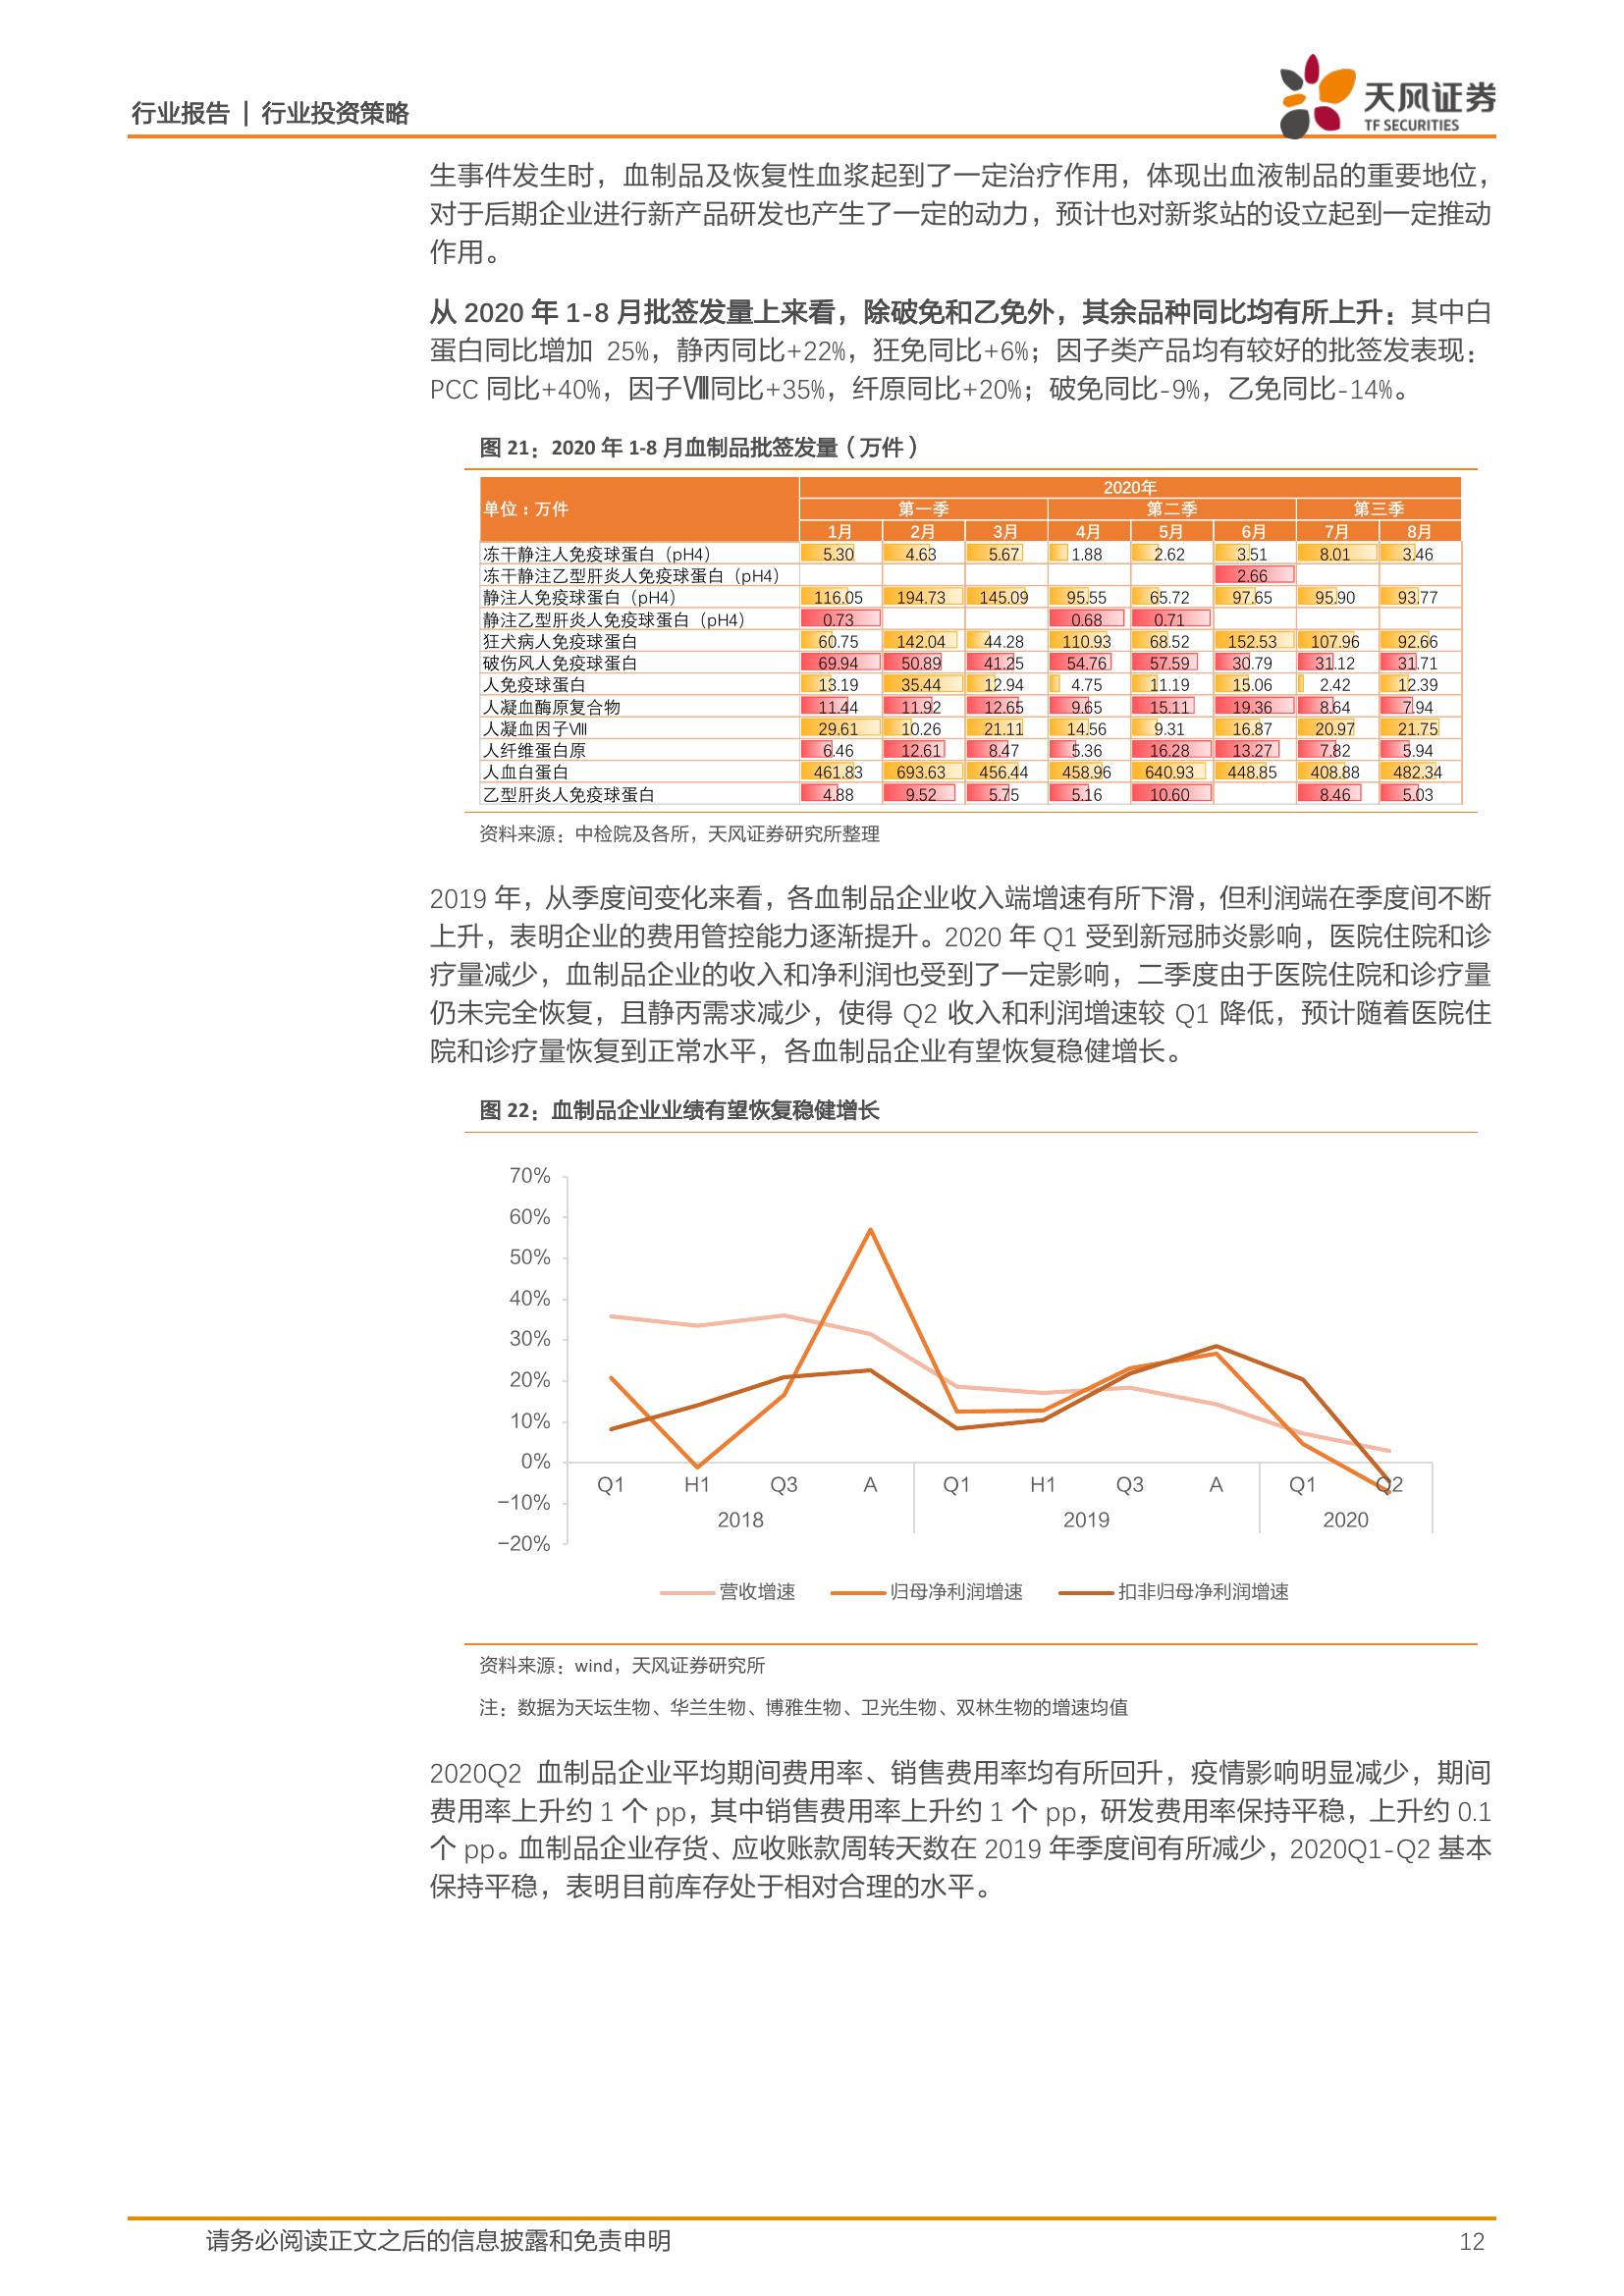 行业报告 | 行业投资策略
天风证券
TF SECURITIES
生事件发生时，血制品及恢复性血浆起到了一定治疗作用，体现出血液制品的重要地位，
对于后期企业进行新产品研发也产生了一定的动力，预计也对新浆站的设立起到一定推动
作用。
从 2020 年 1-8 月批签发量上来看，除破免和乙免外，其余品种同比均有所上升：其中白
蛋白同比增加 25%，静丙同比+22%，狂免同比+6%；因子类产品均有较好的批签发表现：
PCC 同比+40%，因子Ⅷ同比+35%，纤原同比+20%；破免同比-9%，乙免同比-14%。
图 21：2020 年 1-8 月血制品批签发量（万件）
单位：万件 2020年
第一季 第二季 第三季
1月 2月 3月 4月 5月 6月 7月 8月
冻干静注人免疫球蛋白（pH4） 5.30 4.63 5.67 1.88 2.62 3.51 8.01 3.46
冻干静注乙型肝炎人免疫球蛋白（pH4） 2.66
静注人免疫球蛋白（pH4） 116.05 194.73 145.09 95.55 65.72 97.65 95.90 93.77
静注乙型肝炎人免疫球蛋白（pH4） 0.73 0.68 0.71
狂犬病人免疫球蛋白 60.75 142.04 44.28 110.93 68.52 152.53 107.96 92.66
破伤风人免疫球蛋白 69.94 50.89 41.25 54.76 57.59 30.79 31.12 31.71
人免疫球蛋白 13.19 35.44 12.94 4.75 11.19 15.06 2.42 12.39
人凝血酶原复合物 11.44 11.92 12.65 9.65 15.11 19.36 8.64 7.94
人凝血因子Ⅷ 29.61 10.26 21.11 14.56 9.31 16.87 20.97 21.75
人纤维蛋白原 6.46 12.61 8.47 5.36 16.28 13.27 7.82 5.94
人血白蛋白 461.83 693.63 456.44 458.96 640.93 448.85 408.88 482.34
乙型肝炎人免疫球蛋白 4.88 9.52 5.75 5.16 10.60 8.46 5.03
资料来源：中检院及各所，天风证券研究所整理
2019 年，从季度间变化来看，各血制品企业收入端增速有所下滑，但利润端在季度间不断
上升，表明企业的费用管控能力逐渐提升。2020 年 Q1 受到新冠肺炎影响，医院住院和诊
疗量减少，血制品企业的收入和净利润也受到了一定影响，二季度由于医院住院和诊疗量
仍未完全恢复，且静丙需求减少，使得 Q2 收入和利润增速较 Q1 降低，预计随着医院住
院和诊疗量恢复到正常水平，各血制品企业有望恢复稳健增长。
图 22：血制品企业业绩有望恢复稳健增长
70%
60%
50%
40%
30%
20%
10%
0%
−10%
−20%
Q1 H1 Q3 A Q1 H1 Q3 A Q1 Q2
2018 2019 2020
营收增速 归母净利润增速 扣非归母净利润增速
资料来源：wind，天风证券研究所
注：数据为天坛生物、华兰生物、博雅生物、卫光生物、双林生物的增速均值
2020Q2 血制品企业平均期间费用率、销售费用率均有所回升，疫情影响明显减少，期间
费用率上升约 1 个 pp，其中销售费用率上升约 1 个 pp，研发费用率保持平稳，上升约 0.1
个 pp。血制品企业存货、应收账款周转天数在 2019 年季度间有所减少，2020Q1-Q2 基本
保持平稳，表明目前库存处于相对合理的水平。
请务必阅读正文之后的信息披露和免责申明 12